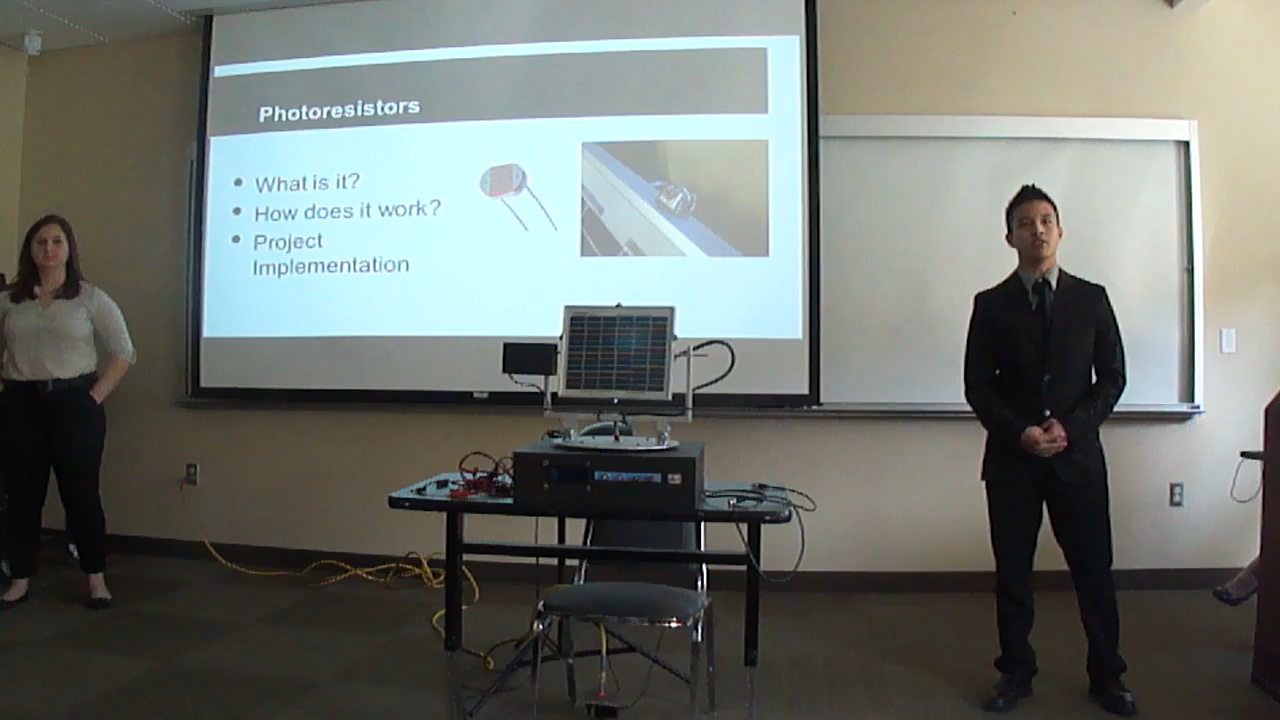 Photoresistors
What is it?
How does it work?
Project
Implementation